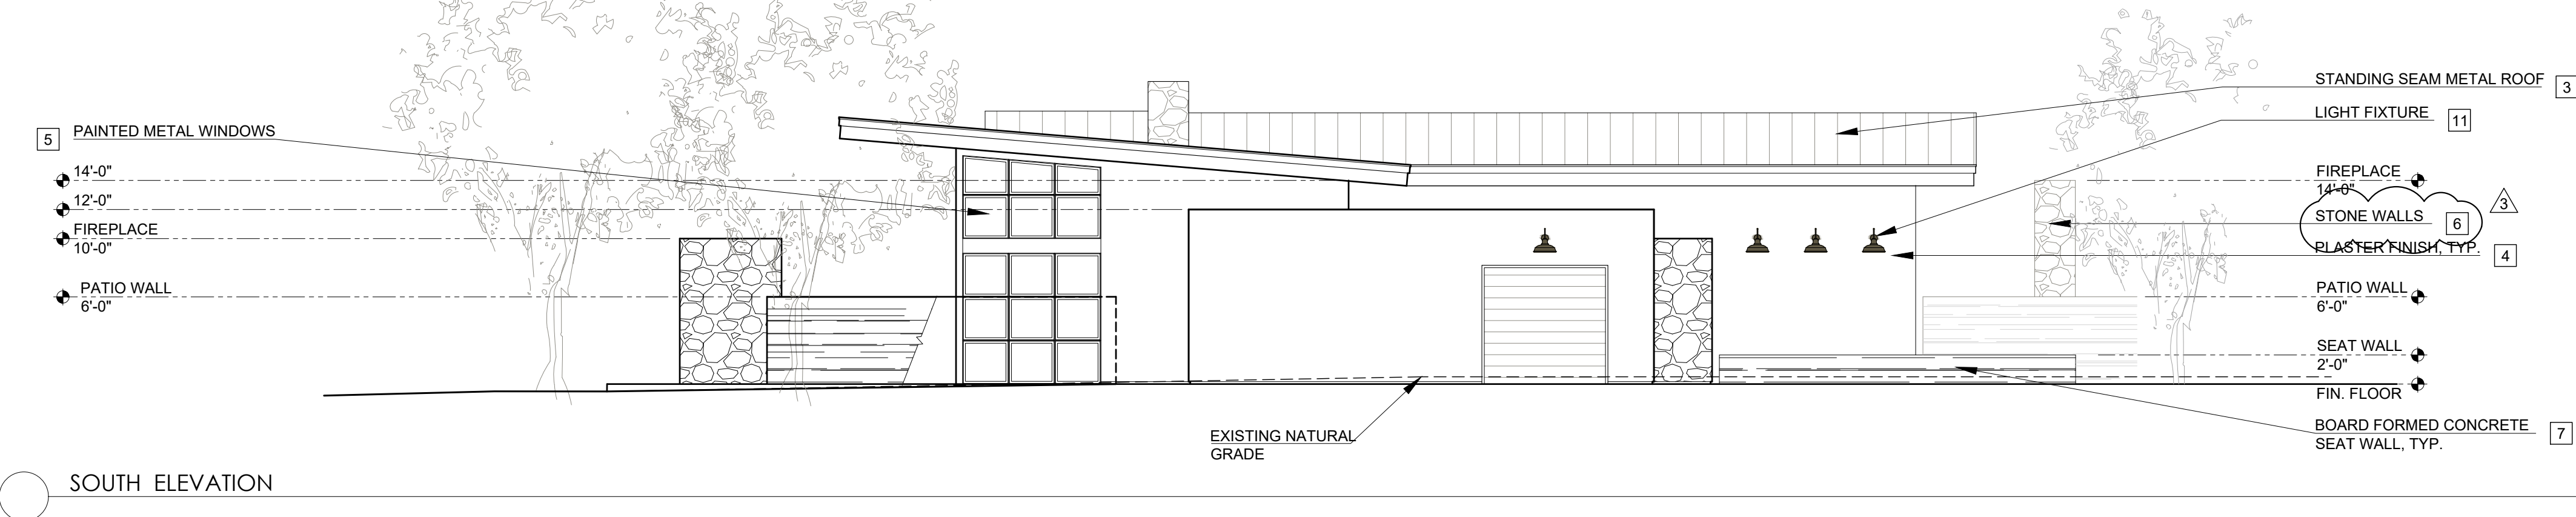 5 PAINTED METAL WINDOWS
14'-0"
12'-0"
FIREPLACE
10'-0"
PATIO WALL
6'-0"
STANDING SEAM METAL ROOF 3
LIGHT FIXTURE 11
FIREPLACE
14'-0"
3
STONE WALLS 6
PLASTER FINISH, TYP. 4
PATIO WALL
6'-0"
SEAT WALL
2'-0"
FIN. FLOOR
BOARD FORMED CONCRETE 7
SEAT WALL, TYP.
EXISTING NATURAL
GRADE
SOUTH ELEVATION